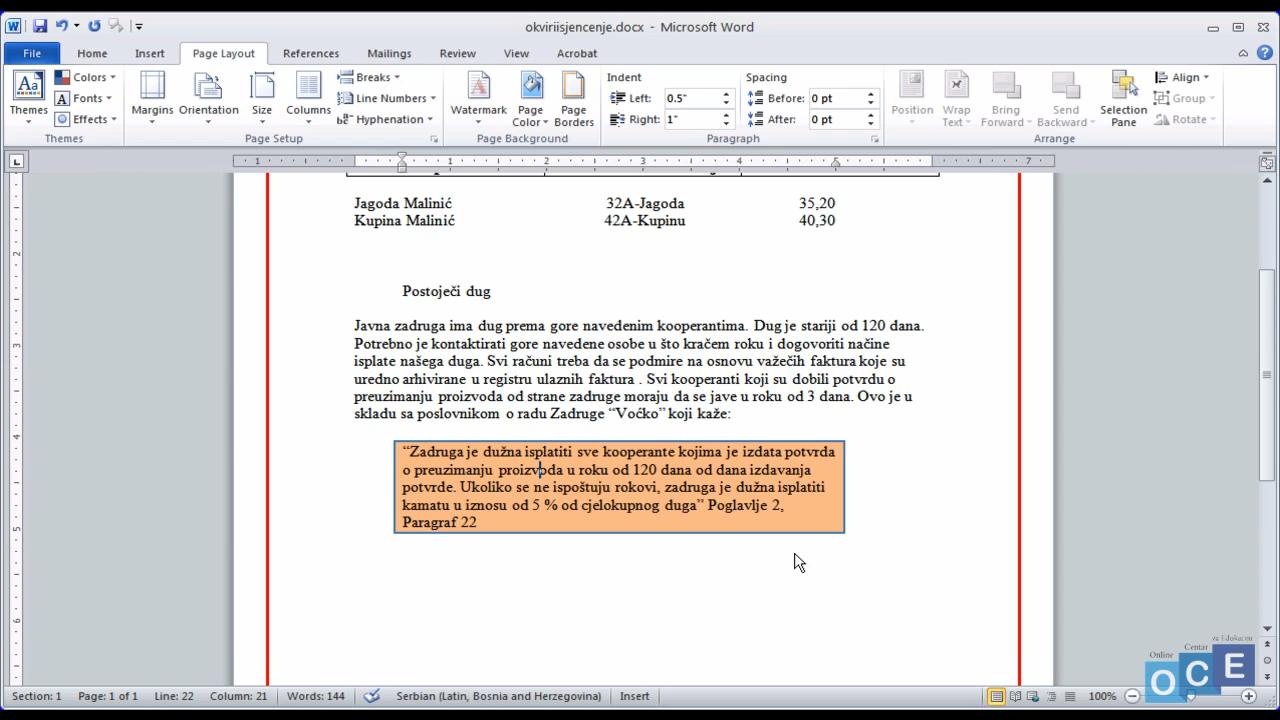 okviriisjencenje.docx - Microsoft Word
File Home Insert Page Layout References Mailings Review View Acrobat
Themes Colors Fonts Effects Margins Orientation Size Columns Breaks Line Numbers Hyphenation Watermark Page Color Page Borders Indent Left: 0.5" Right: 1" Spacing Before: 0 pt After: 0 pt Position Wrap Text Bring Forward Send Backward Selection Pane Align Group Rotate
Themes Page Setup Page Background Paragraph Arrange
1 1 2 3 4 5 7
Jagoda Malinić 32A-Jagoda 35,20
Kupina Malinić 42A-Kupinu 40,30
Postoječi dug
Javna zadruga ima dug prema gore navedenim kooperantima. Dug je stariji od 120 dana.
Potrebno je kontaktirati gore navedene osobe u što kračem roku i dogovoriti načine
isplate našega duga. Svi računi treba da se podmire na osnovu važečih faktura koje su
uredno arhivirane u registru ulaznih faktura . Svi kooperanti koji su dobili potvrdu o
preuzimanju proizvoda od strane zadruge moraju da se jave u roku od 3 dana. Ovo je u
skladu sa poslovnikom o radu Zadruge “Voćko” koji kaže:
“Zadruga je dužna isplatiti sve kooperante kojima je izdata potvrda
o preuzimanju proizvoda u roku od 120 dana od dana izdavanja
potvrde. Ukoliko se ne ispoštuju rokovi, zadruga je dužna isplatiti
kamatu u iznosu od 5 % od cjelokupnog duga” Poglavlje 2,
Paragraf 22
Online Centar za Edukaciju
OCE
Section: 1 Page: 1 of 1 Line: 22 Column: 21 Words: 144 Serbian (Latin, Bosnia and Herzegovina) Insert 100%